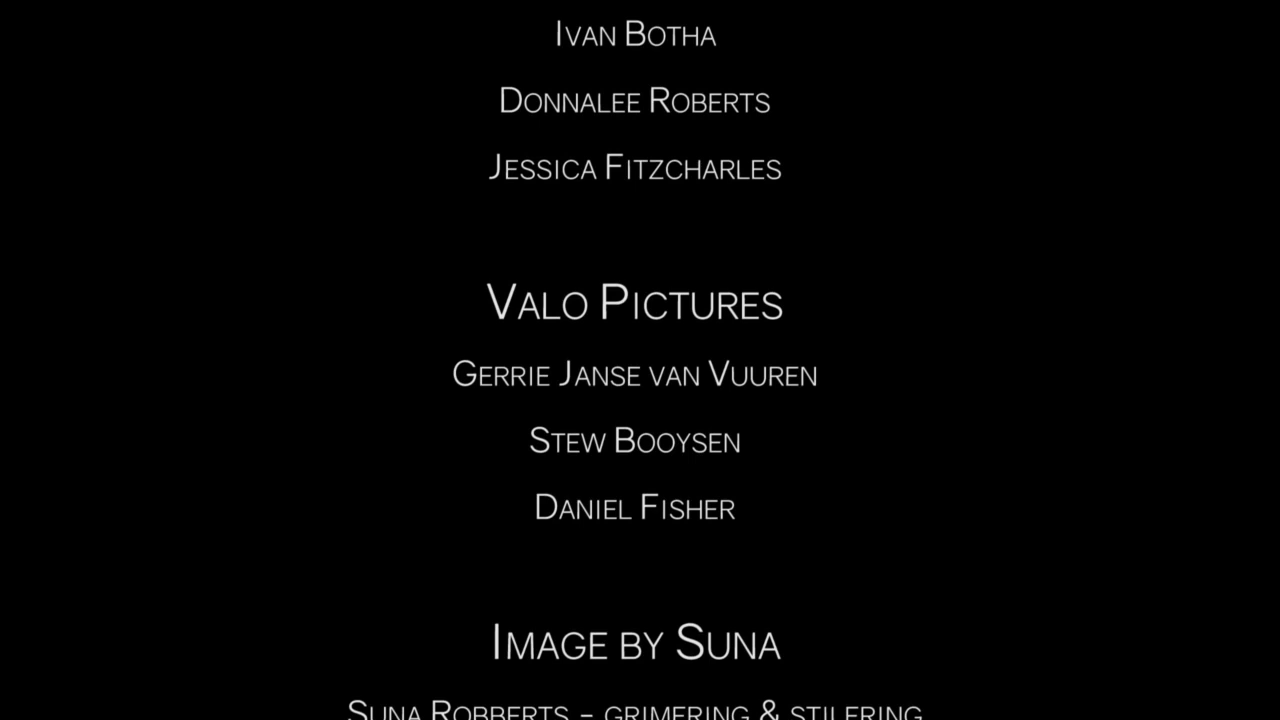 Ivan Botha
Donnalee Roberts
Jessica Fitzcharles
Valo Pictures
Gerrie Janse van Vuuren
Stew Booysen
Daniel Fisher
Image by Suna
Suna Robberts - grimering & stilering